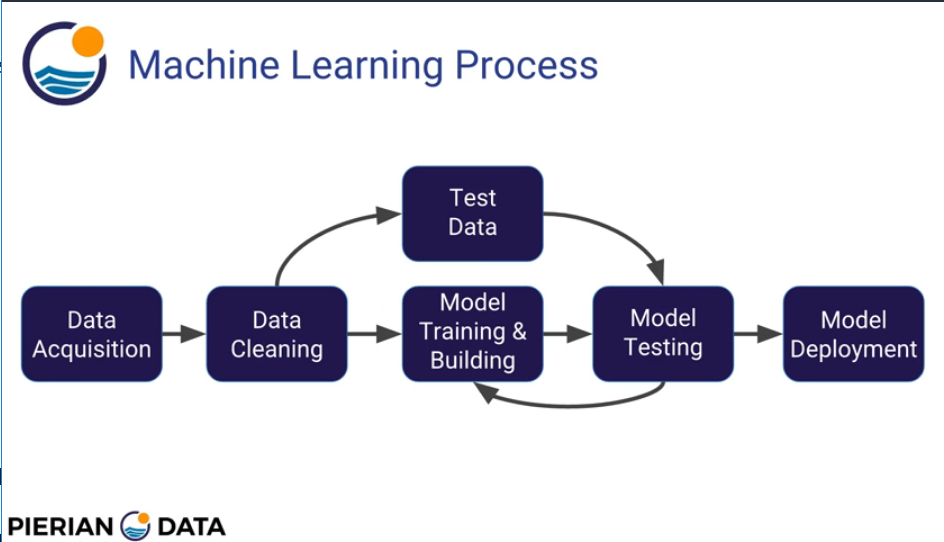 Machine Learning Process
Test
Data
Data
Acquisition
Data
Cleaning
Model
Training &
Building
Model
Testing
Model
Deployment
PIERIAN DATA